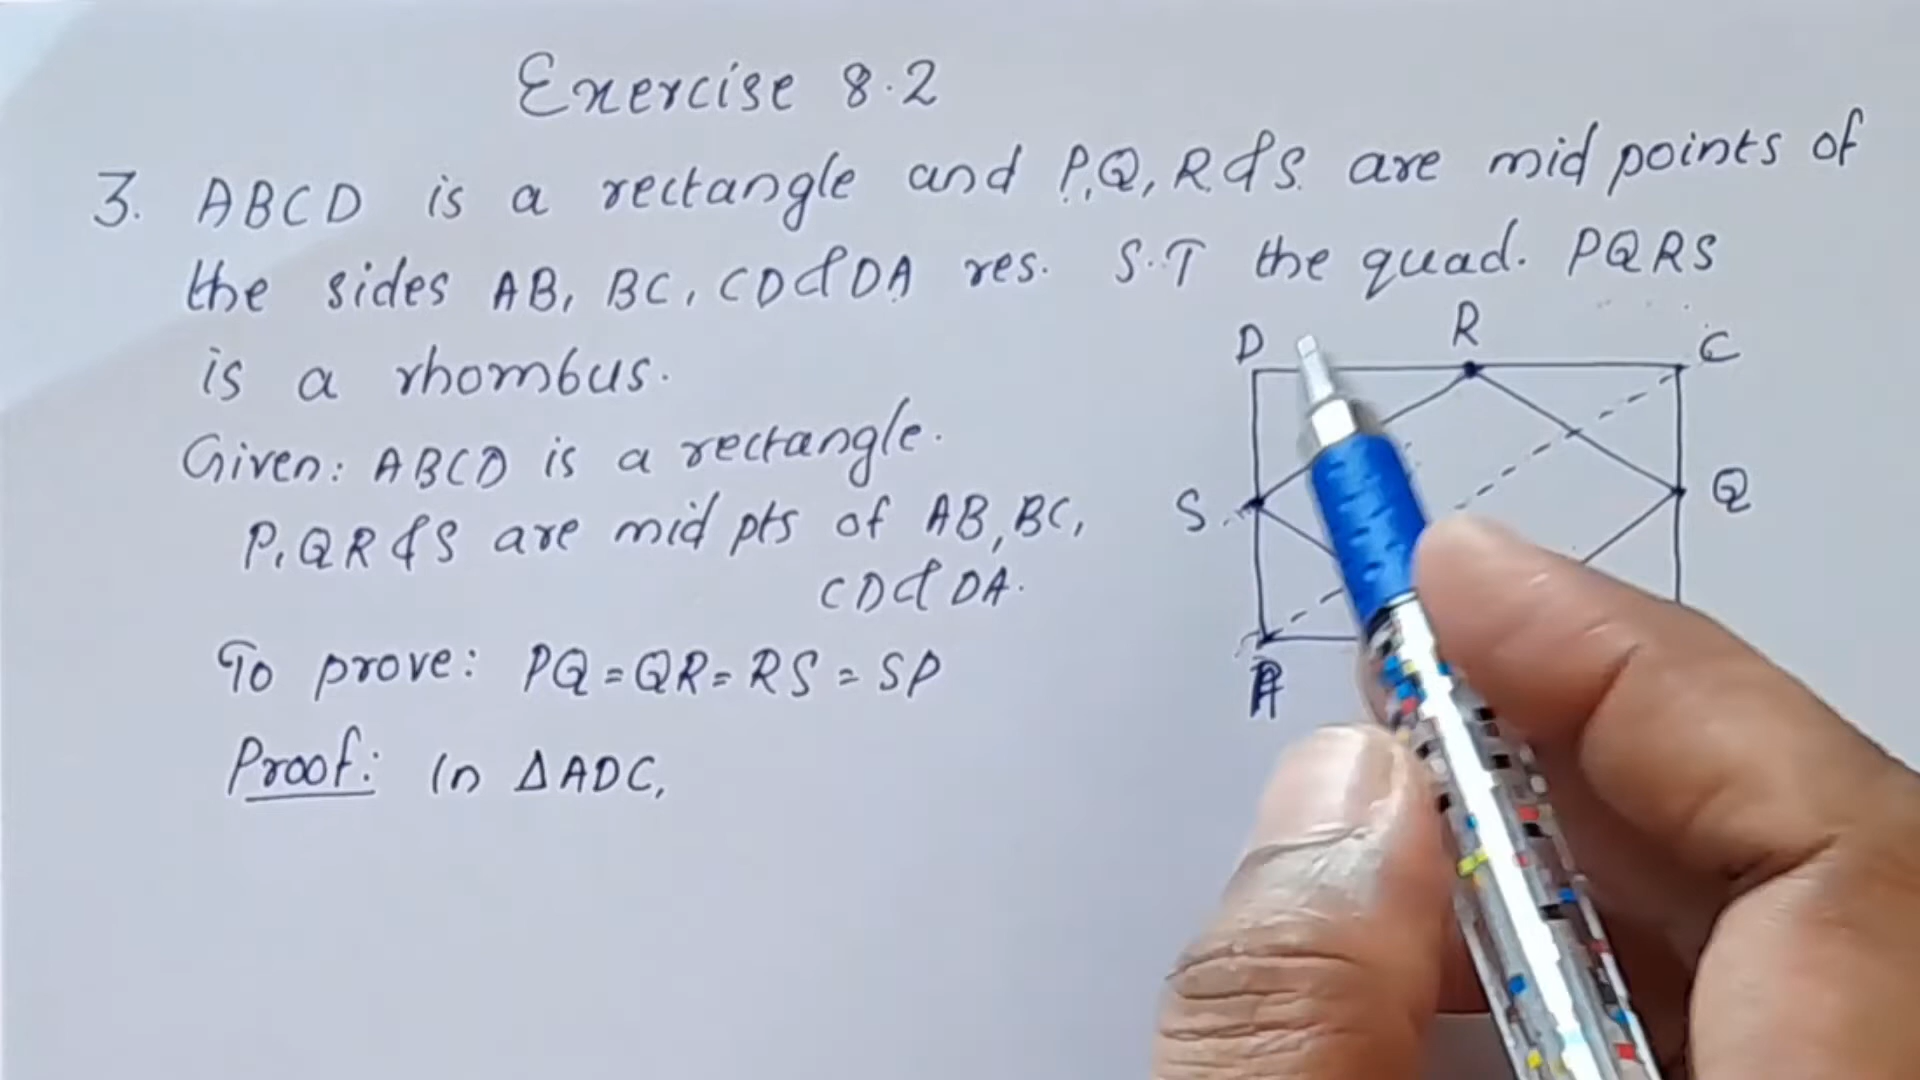 Exercise 8.2
3. ABCD is a rectangle and P,Q,R & S are mid points of
the sides AB, BC, CD & DA res. S.T the quad. PQRS
is a rhombus.
Given: ABCD is a rectangle.
P,Q R & S are mid pts of AB, BC,
CD & DA.
To prove: PQ = QR = RS = SP
Proof: In ΔADC,
D R C
S Q
A